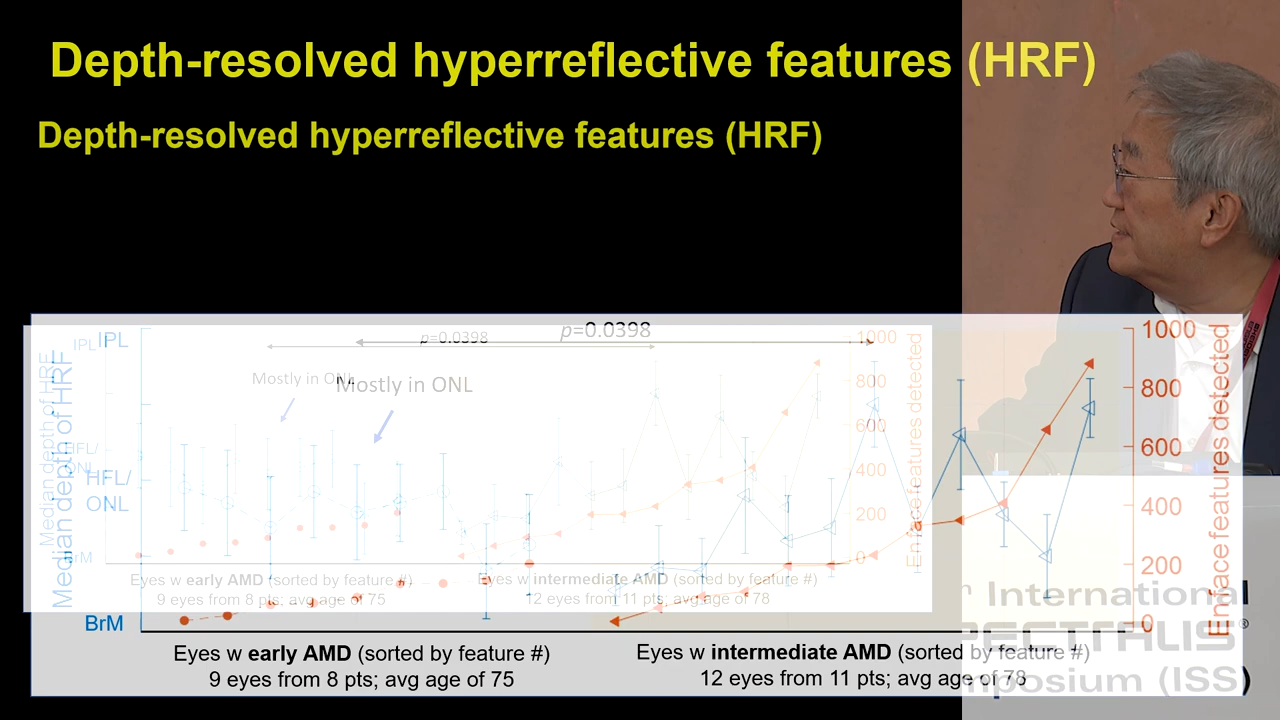 Depth-resolved hyperreflective features (HRF)
Depth-resolved hyperreflective features (HRF)
p=0.0398
p=0.0398
Mostly in ONL
Mostly in ONL
IPL
IPL
HFL/
ONL
HFL/
ONL
BrM
BrM
Median depth of HRF
Median depth of HRF
1000
800
600
400
200
0
En face features detected
1000
800
600
400
200
0
En face features detected
Eyes w early AMD (sorted by feature #)
9 eyes from 8 pts; avg age of 75
Eyes w intermediate AMD (sorted by feature #)
12 eyes from 11 pts; avg age of 78
Eyes w early AMD (sorted by feature #)
9 eyes from 8 pts; avg age of 75
Eyes w intermediate AMD (sorted by feature #)
12 eyes from 11 pts; avg age of 78
International
(ISS)